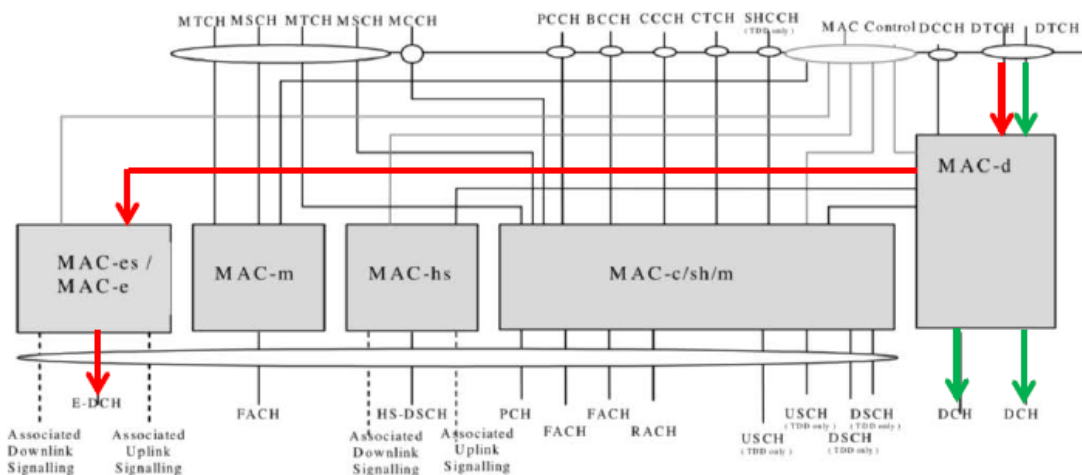 MTCH MSCH MTCH MSCH MCCH PCCH BCCH CCCH CTCH SHCCH MAC Control DCCH DTCH DTCH
( TDD only )
MAC-d
MAC-es /
MAC-e
MAC-m
MAC-hs
MAC-c/sh/m
E-DCH
FACH
HS-DSCH
PCH
FACH
FACH
RACH
USCH
( TDD only )
USCH
( TDD only )
DSCH
( TDD only )
DSCH
( TDD only )
DCH
DCH
Associated
Downlink
Signalling
Associated
Uplink
Signalling
Associated
Downlink
Signalling
Associated
Uplink
Signalling